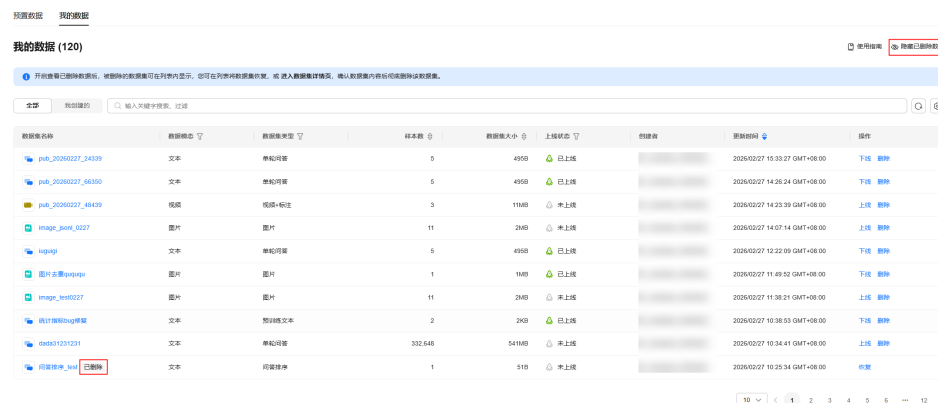 预置数据 我的数据
我的数据 (120) 使用指南 隐藏已删除数
开启查看已删除数据后，被删除的数据集可在列表内显示，您可在列表将数据集恢复，或 进入数据集详情页，确认数据集内容后彻底删除该数据集。
全部 我创建的 输入关键字搜索、过滤
数据集名称 数据模态 数据集类型 样本数 数据集大小 上线状态 创建者 更新时间 操作
pub_20260227_24339 文本 单轮问答 5 495B 已上线 2026/02/27 15:33:27 GMT+08:00 下线 删除
pub_20260227_66350 文本 单轮问答 5 495B 已上线 2026/02/27 14:26:24 GMT+08:00 下线 删除
pub_20260227_48439 视频 视频+标注 3 11MB 未上线 2026/02/27 14:23:39 GMT+08:00 上线 删除
image_jsonl_0227 图片 图片 11 2MB 未上线 2026/02/27 14:07:14 GMT+08:00 上线 删除
iuguigi 文本 单轮问答 5 495B 已上线 2026/02/27 12:22:09 GMT+08:00 下线 删除
图片去重quququ 图片 图片 1 1MB 已上线 2026/02/27 11:49:52 GMT+08:00 下线 删除
image_test0227 图片 图片 11 2MB 未上线 2026/02/27 11:38:21 GMT+08:00 上线 删除
统计指标bug修复 文本 预训练文本 2 2KB 已上线 2026/02/27 10:38:53 GMT+08:00 下线 删除
dada31231231 文本 单轮问答 332,648 541MB 未上线 2026/02/27 10:34:41 GMT+08:00 上线 删除
问答排序_test 已删除 文本 问答排序 1 51B 未上线 2026/02/27 10:25:34 GMT+08:00 恢复
10 1 2 3 4 5 6 ... 12